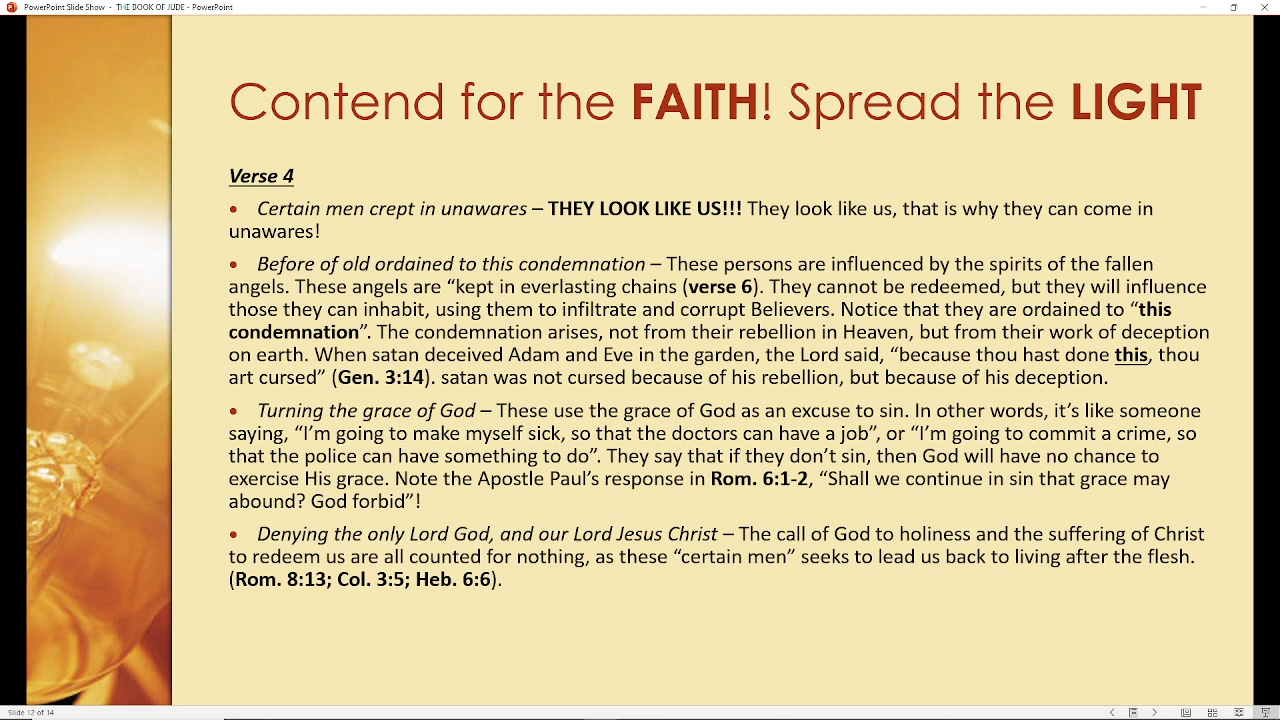 PowerPoint Slide Show - THE BOOK OF JUDE - PowerPoint
Contend for the FAITH! Spread the LIGHT
Verse 4
• Certain men crept in unawares – THEY LOOK LIKE US!!! They look like us, that is why they can come in
unawares!
• Before of old ordained to this condemnation – These persons are influenced by the spirits of the fallen
angels. These angels are “kept in everlasting chains (verse 6). They cannot be redeemed, but they will influence
those they can inhabit, using them to infiltrate and corrupt Believers. Notice that they are ordained to “this
condemnation”. The condemnation arises, not from their rebellion in Heaven, but from their work of deception
on earth. When satan deceived Adam and Eve in the garden, the Lord said, “because thou hast done this, thou
art cursed” (Gen. 3:14). satan was not cursed because of his rebellion, but because of his deception.
• Turning the grace of God – These use the grace of God as an excuse to sin. In other words, it’s like someone
saying, “I’m going to make myself sick, so that the doctors can have a job”, or “I’m going to commit a crime, so
that the police can have something to do”. They say that if they don’t sin, then God will have no chance to
exercise His grace. Note the Apostle Paul’s response in Rom. 6:1-2, “Shall we continue in sin that grace may
abound? God forbid”!
• Denying the only Lord God, and our Lord Jesus Christ – The call of God to holiness and the suffering of Christ
to redeem us are all counted for nothing, as these “certain men” seeks to lead us back to living after the flesh.
(Rom. 8:13; Col. 3:5; Heb. 6:6).
Slide 12 of 14